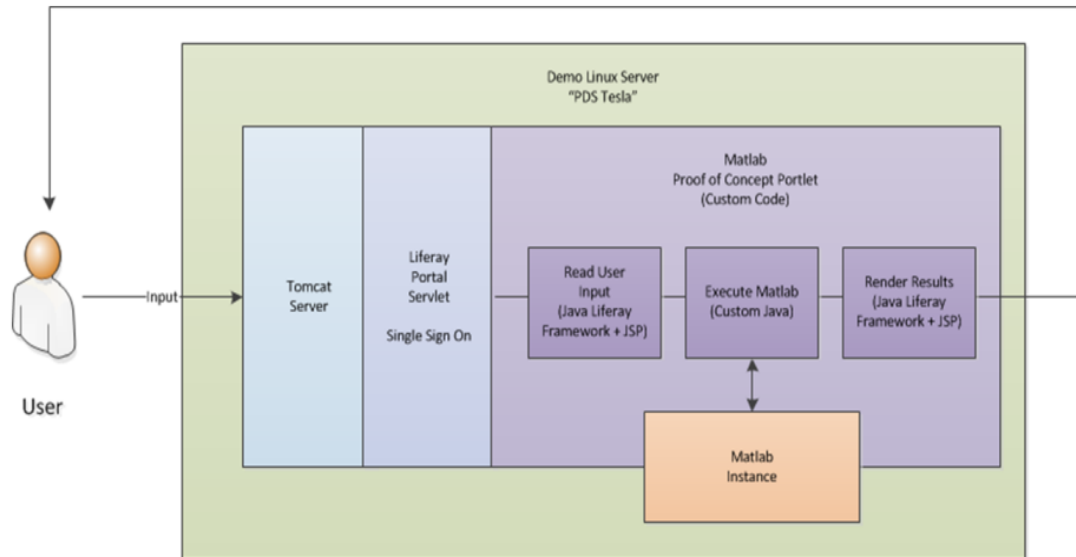 Demo Linux Server
"PDS Tesla"
Matlab
Proof of Concept Portlet
(Custom Code)
User
Input
Tomcat
Server
Liferay
Portal
Servlet
Single Sign On
Read User
Input
(Java Liferay
Framework + JSP)
Execute Matlab
(Custom Java)
Render Results
(Java Liferay
Framework + JSP)
Matlab
Instance